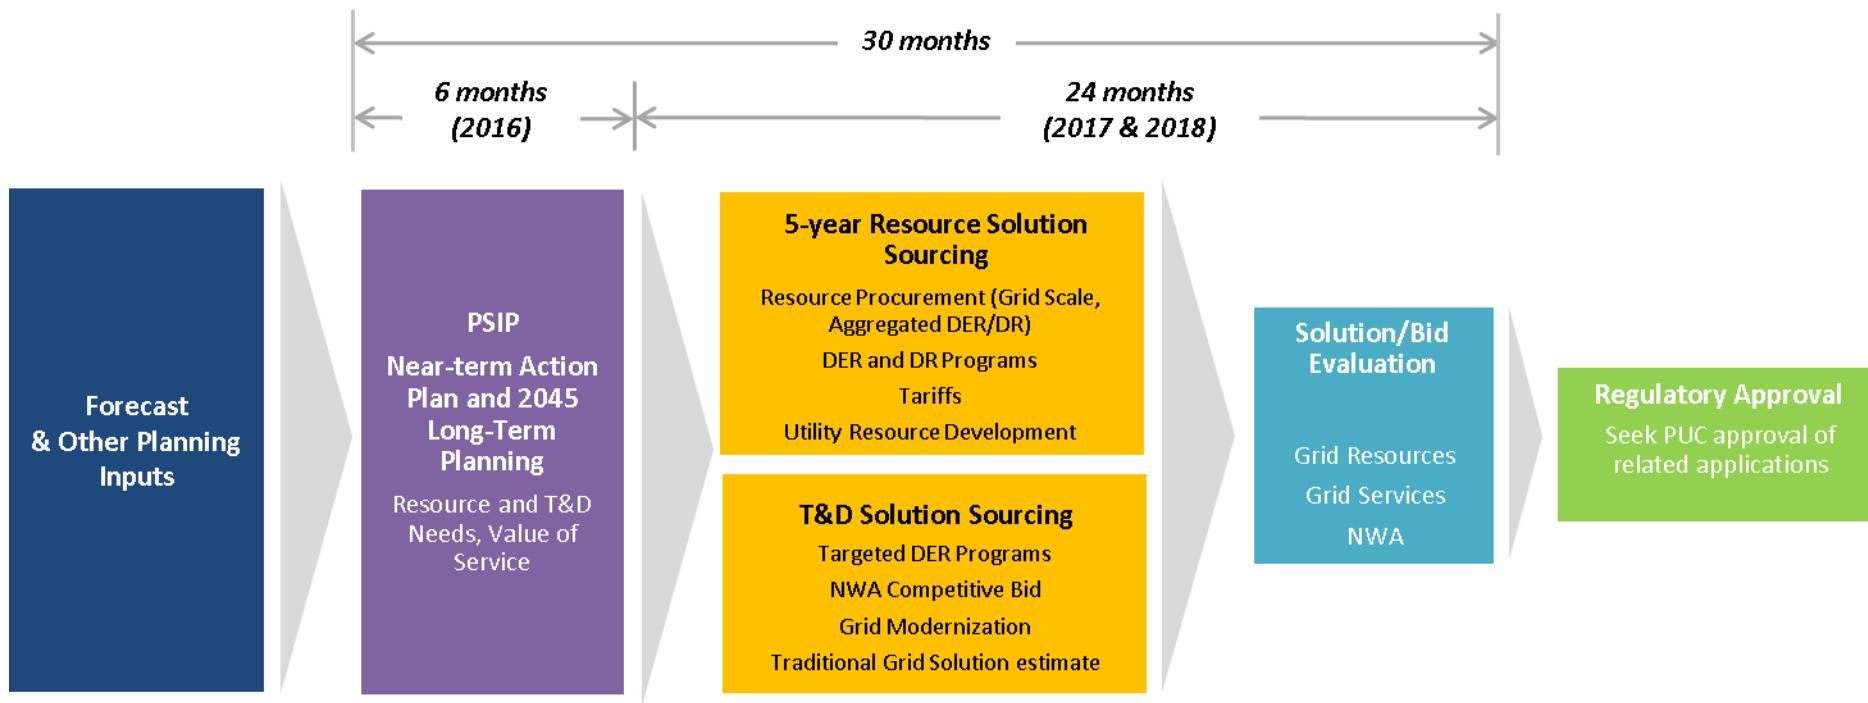 30 months
6 months
(2016)
24 months
(2017 & 2018)
Forecast
& Other Planning
Inputs
PSIP
Near-term Action
Plan and 2045
Long-Term
Planning
Resource and T&D
Needs, Value of
Service
5-year Resource Solution
Sourcing
Resource Procurement (Grid Scale,
Aggregated DER/DR)
DER and DR Programs
Tariffs
Utility Resource Development
T&D Solution Sourcing
Targeted DER Programs
NWA Competitive Bid
Grid Modernization
Traditional Grid Solution estimate
Solution/Bid
Evaluation
Grid Resources
Grid Services
NWA
Regulatory Approval
Seek PUC approval of
related applications